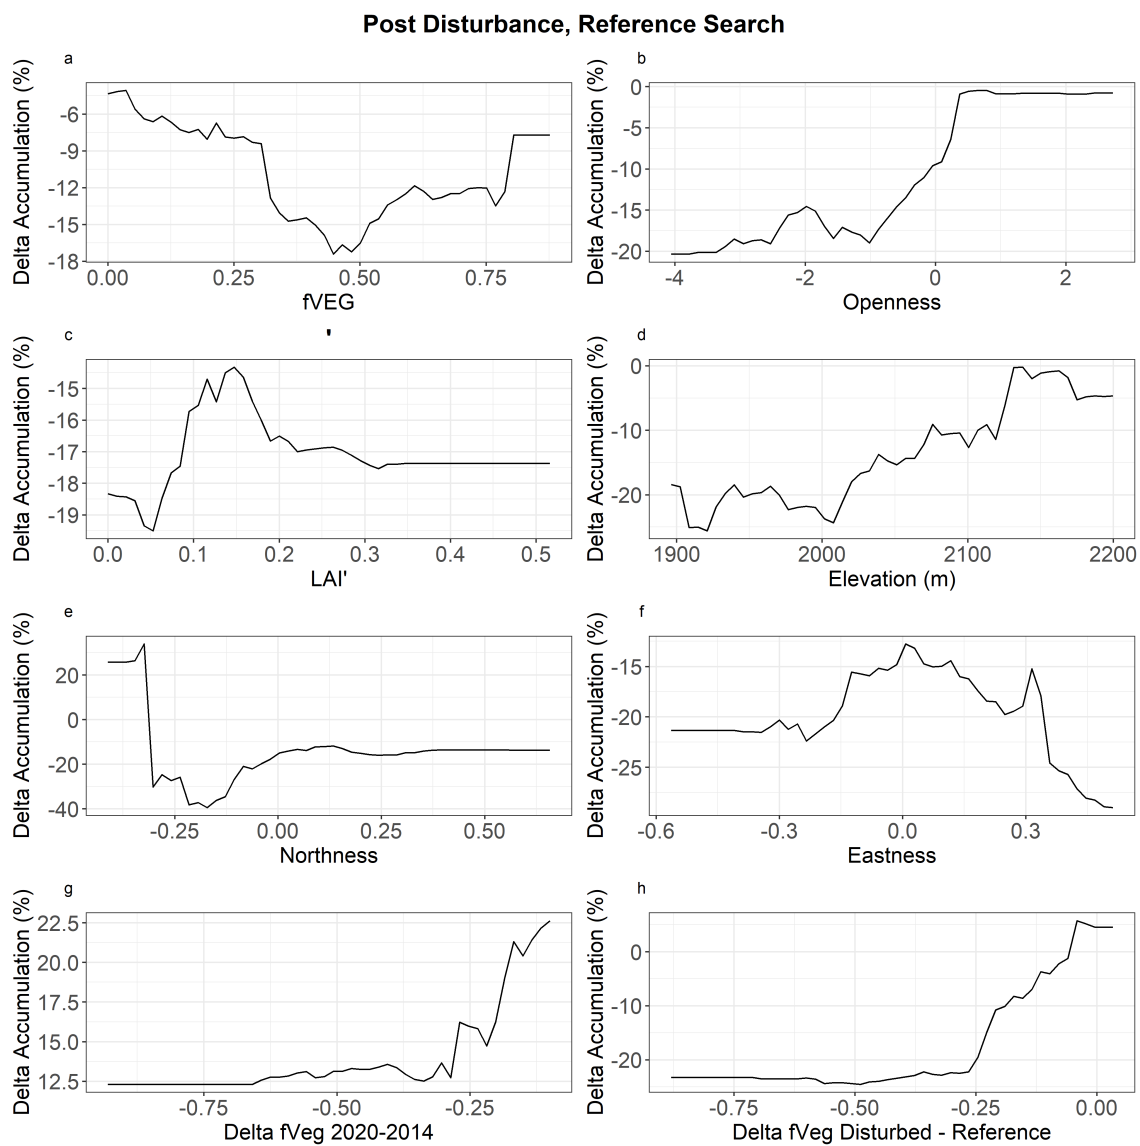 Post Disturbance, Reference Search
a
Delta Accumulation (%)
-6
-9
-12
-15
-18
0.00 0.25 0.50 0.75
fVEG
b
Delta Accumulation (%)
0
-5
-10
-15
-20
-4 -2 0 2
Openness
'
c
Delta Accumulation (%)
-15
-16
-17
-18
-19
0.0 0.1 0.2 0.3 0.4 0.5
LAI'
d
Delta Accumulation (%)
0
-10
-20
1900 2000 2100 2200
Elevation (m)
e
Delta Accumulation (%)
20
0
-20
-40
-0.25 0.00 0.25 0.50
Northness
f
Delta Accumulation (%)
-15
-20
-25
-0.6 -0.3 0.0 0.3
Eastness
g
Delta Accumulation (%)
22.5
20.0
17.5
15.0
12.5
-0.75 -0.50 -0.25
Delta fVeg 2020-2014
h
Delta Accumulation (%)
0
-10
-20
-0.75 -0.50 -0.25 0.00
Delta fVeg Disturbed - Reference